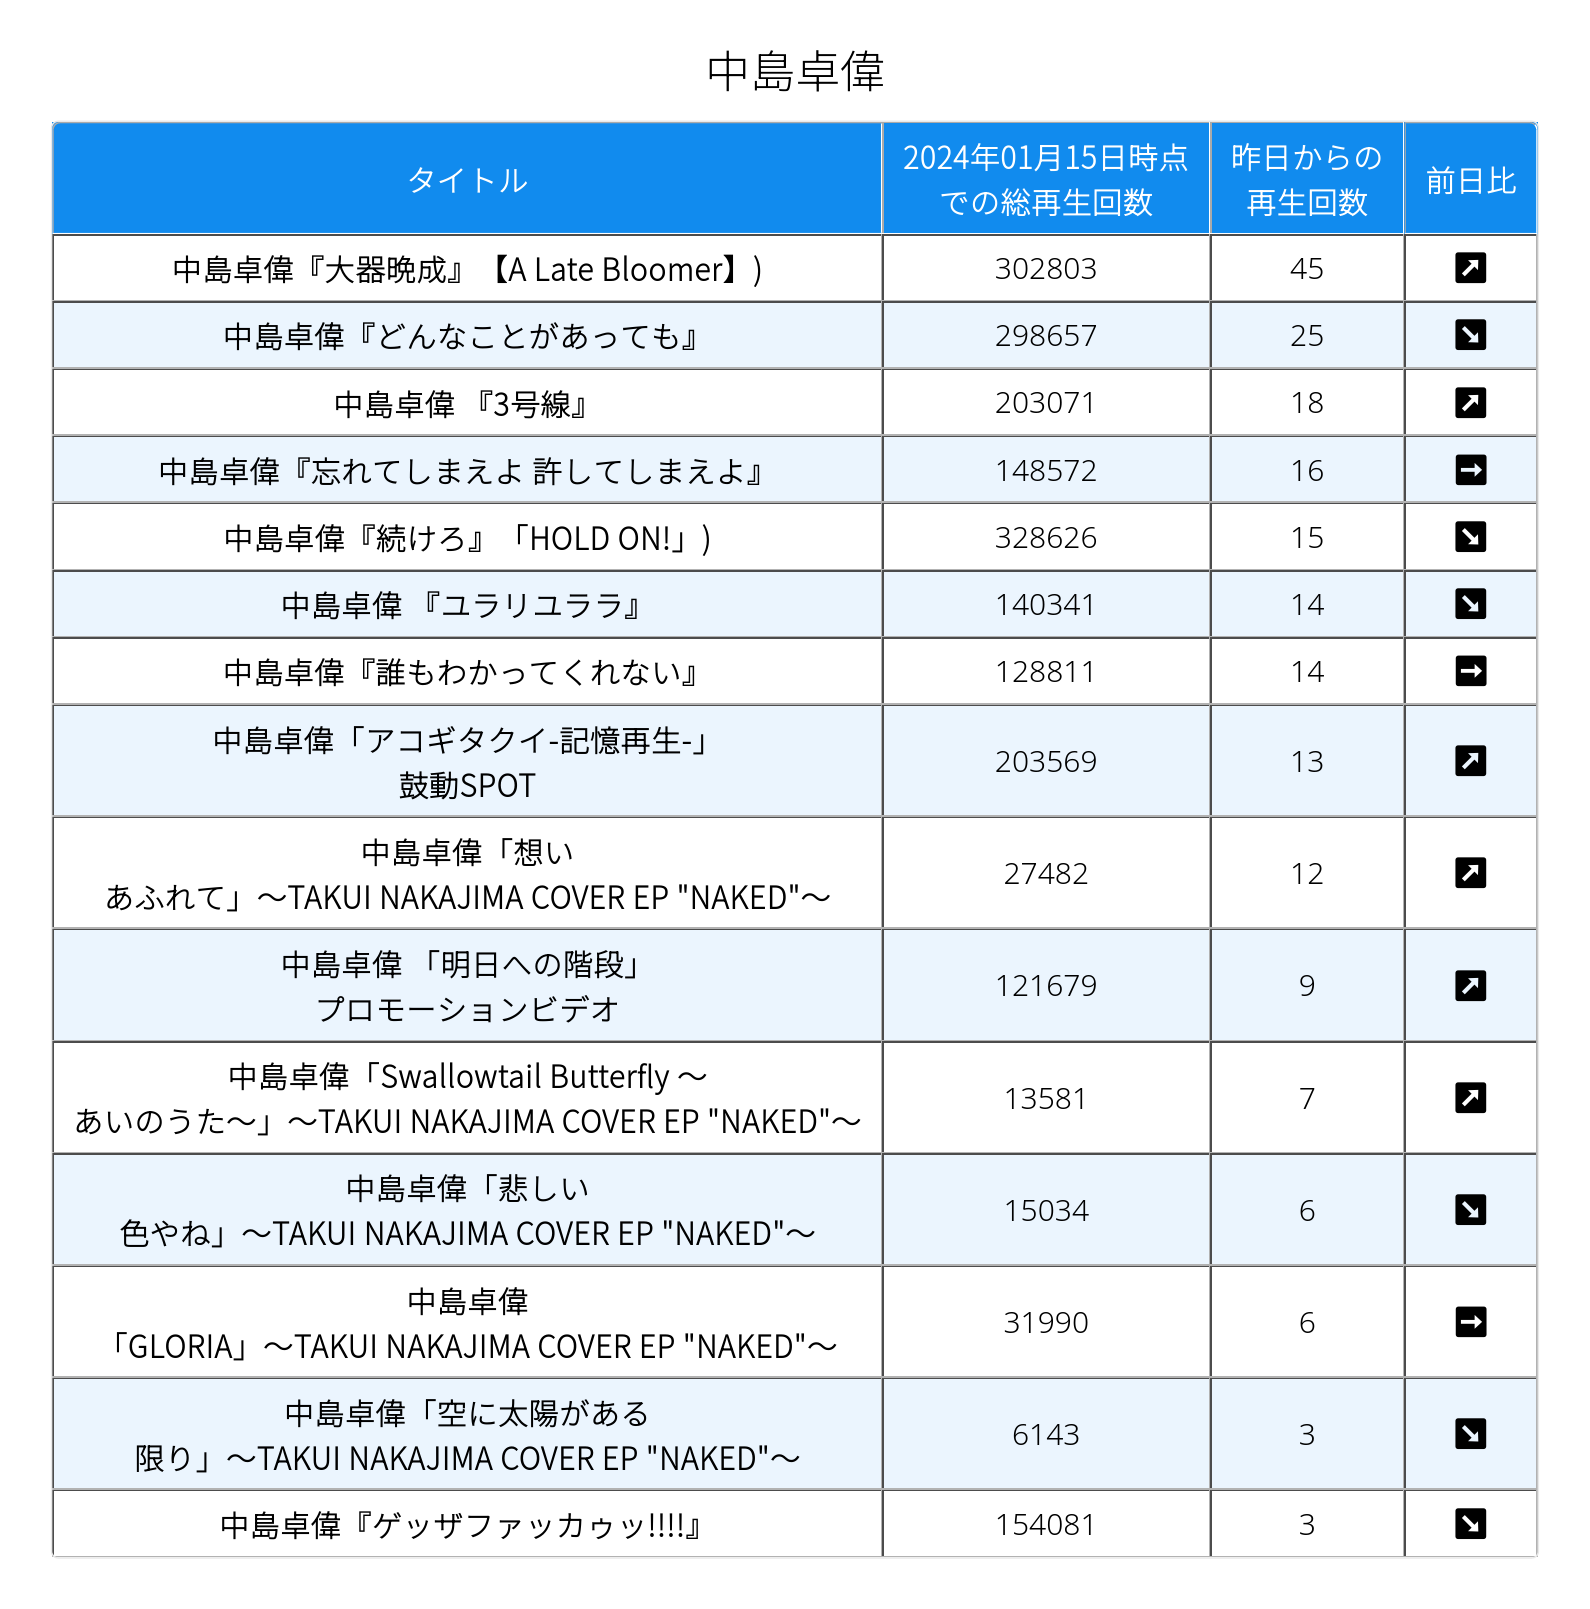 中島卓偉
タイトル
2024年01月15日時点
での総再生回数
昨日からの
再生回数
前日比
中島卓偉『大器晩成』【A Late Bloomer】) 302803 45 ↗
中島卓偉『どんなことがあっても』 298657 25 ↘
中島卓偉 『3号線』 203071 18 ↗
中島卓偉『忘れてしまえよ 許してしまえよ』 148572 16 →
中島卓偉『続けろ』「HOLD ON!」) 328626 15 ↘
中島卓偉 『ユラリユララ』 140341 14 ↘
中島卓偉『誰もわかってくれない』 128811 14 →
中島卓偉「アコギタクイ-記憶再生-」
鼓動SPOT
203569 13 ↗
中島卓偉「想い
あふれて」～TAKUI NAKAJIMA COVER EP "NAKED"～
27482 12 ↗
中島卓偉 「明日への階段」
プロモーションビデオ
121679 9 ↗
中島卓偉「Swallowtail Butterfly ～
あいのうた～」～TAKUI NAKAJIMA COVER EP "NAKED"～
13581 7 ↗
中島卓偉「悲しい
色やね」～TAKUI NAKAJIMA COVER EP "NAKED"～
15034 6 ↘
中島卓偉
「GLORIA」～TAKUI NAKAJIMA COVER EP "NAKED"～
31990 6 →
中島卓偉「空に太陽がある
限り」～TAKUI NAKAJIMA COVER EP "NAKED"～
6143 3 ↘
中島卓偉『ゲッザファッカゥッ!!!!』 154081 3 ↘